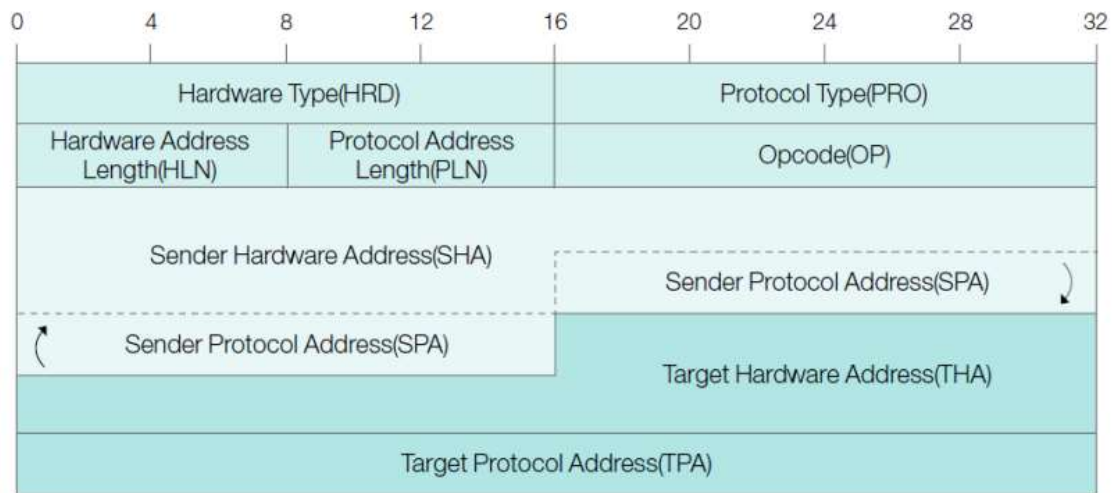 0 4 8 12 16 20 24 28 32
Hardware Type(HRD)
Protocol Type(PRO)
Hardware Address
Length(HLN)
Protocol Address
Length(PLN)
Opcode(OP)
Sender Hardware Address(SHA)
Sender Protocol Address(SPA)
Sender Protocol Address(SPA)
Target Hardware Address(THA)
Target Protocol Address(TPA)